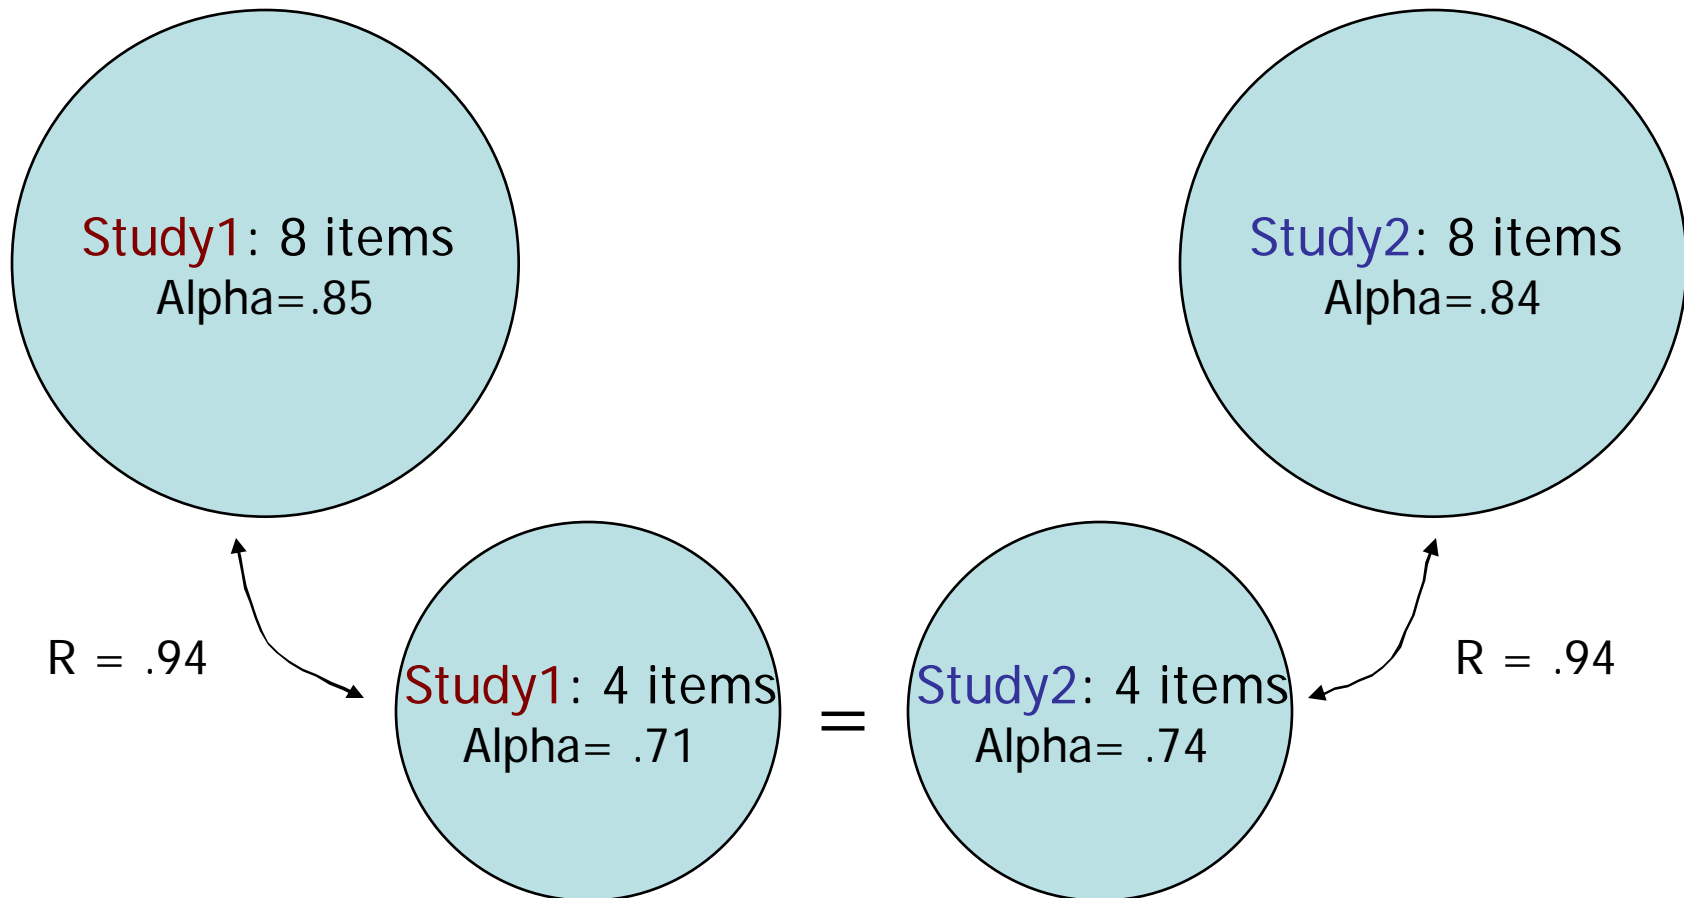 Study1: 8 items
Alpha=.85
Study2: 8 items
Alpha=.84
R = .94
Study1: 4 items
Alpha= .71
=
Study2: 4 items
Alpha= .74
R = .94